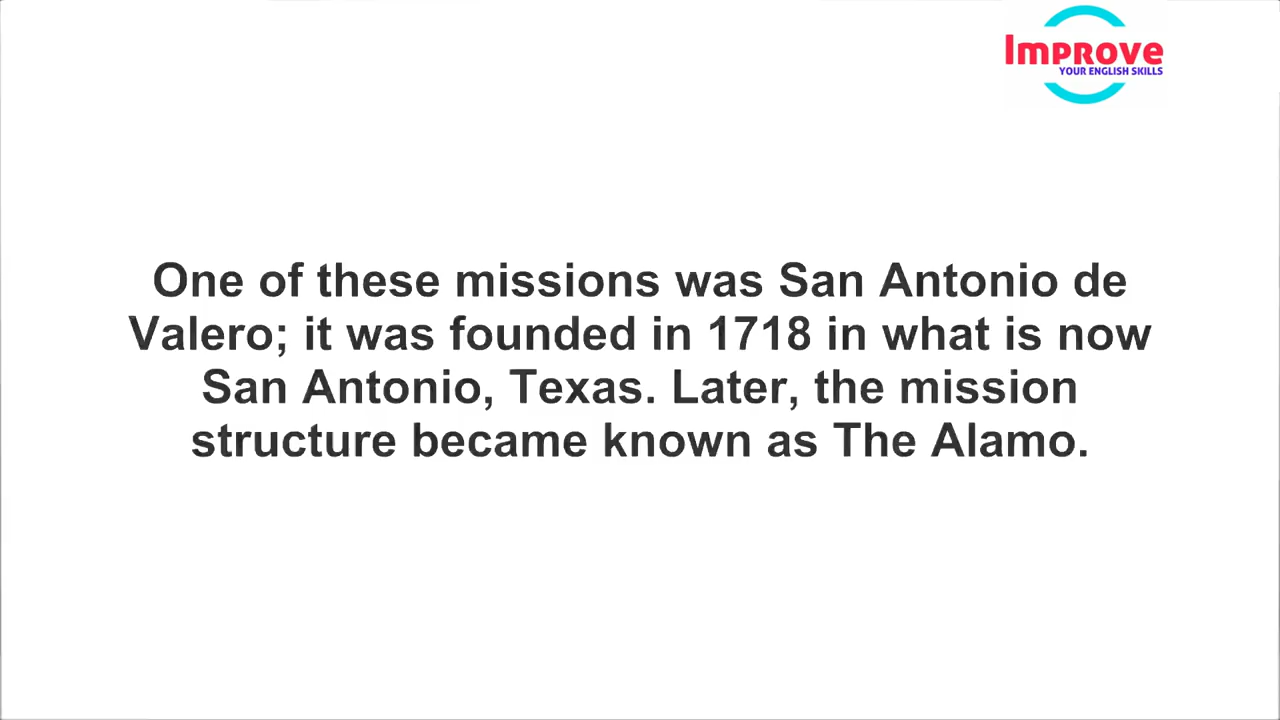 Improve
YOUR ENGLISH SKILLS
One of these missions was San Antonio de
Valero; it was founded in 1718 in what is now
San Antonio, Texas. Later, the mission
structure became known as The Alamo.